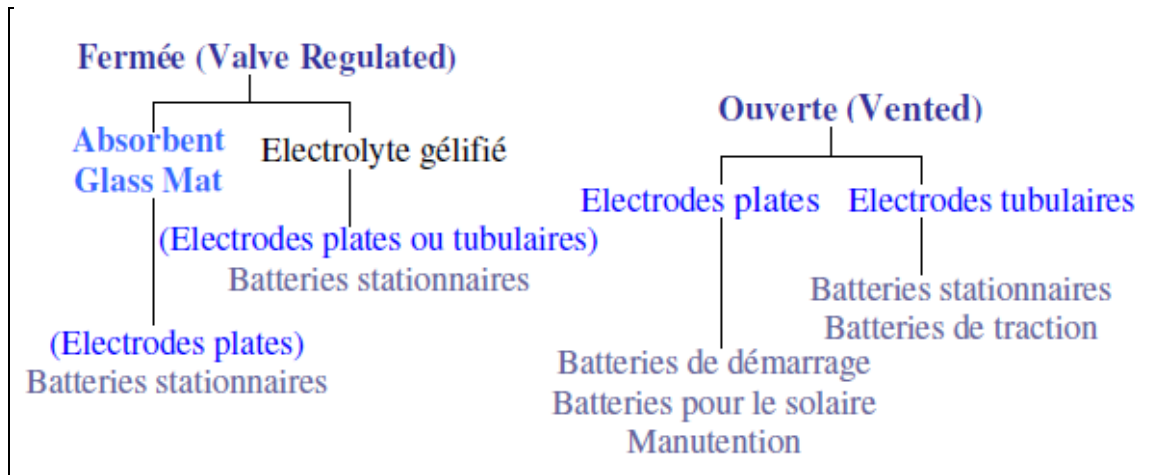 Fermée (Valve Regulated)
Absorbent
Glass Mat
Electrolyte gélifié
(Electrodes plates ou tubulaires)
Batteries stationnaires
(Electrodes plates)
Batteries stationnaires
Ouverte (Vented)
Electrodes plates
Electrodes tubulaires
Batteries stationnaires
Batteries de traction
Batteries de démarrage
Batteries pour le solaire
Manutention